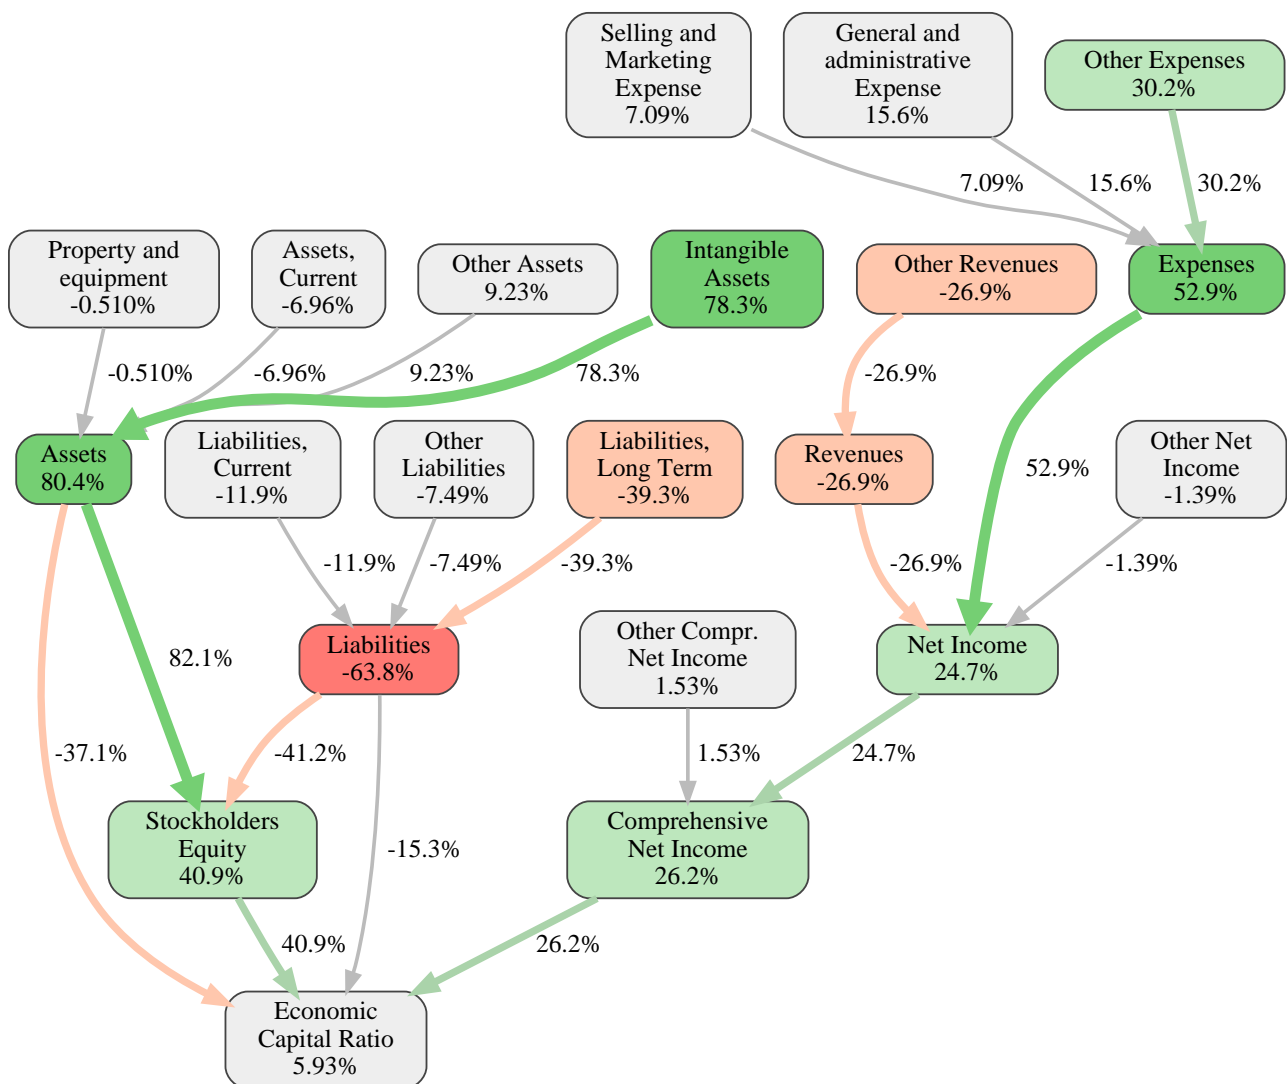 Selling and
Marketing
Expense
7.09%
General and
administrative
Expense
15.6%
Other Expenses
30.2%
7.09%
15.6%
30.2%
Property and
equipment
-0.510%
Assets,
Current
-6.96%
Other Assets
9.23%
Intangible
Assets
78.3%
Other Revenues
-26.9%
Expenses
52.9%
-0.510%
-6.96%
9.23%
78.3%
-26.9%
Assets
80.4%
Liabilities,
Current
-11.9%
Other
Liabilities
-7.49%
Liabilities,
Long Term
-39.3%
Revenues
-26.9%
52.9%
Other Net
Income
-1.39%
-11.9%
-7.49%
-39.3%
-26.9%
-1.39%
82.1%
Liabilities
-63.8%
Other Compr.
Net Income
1.53%
Net Income
24.7%
-37.1%
-41.2%
1.53%
24.7%
Stockholders
Equity
40.9%
-15.3%
Comprehensive
Net Income
26.2%
40.9%
26.2%
Economic
Capital Ratio
5.93%